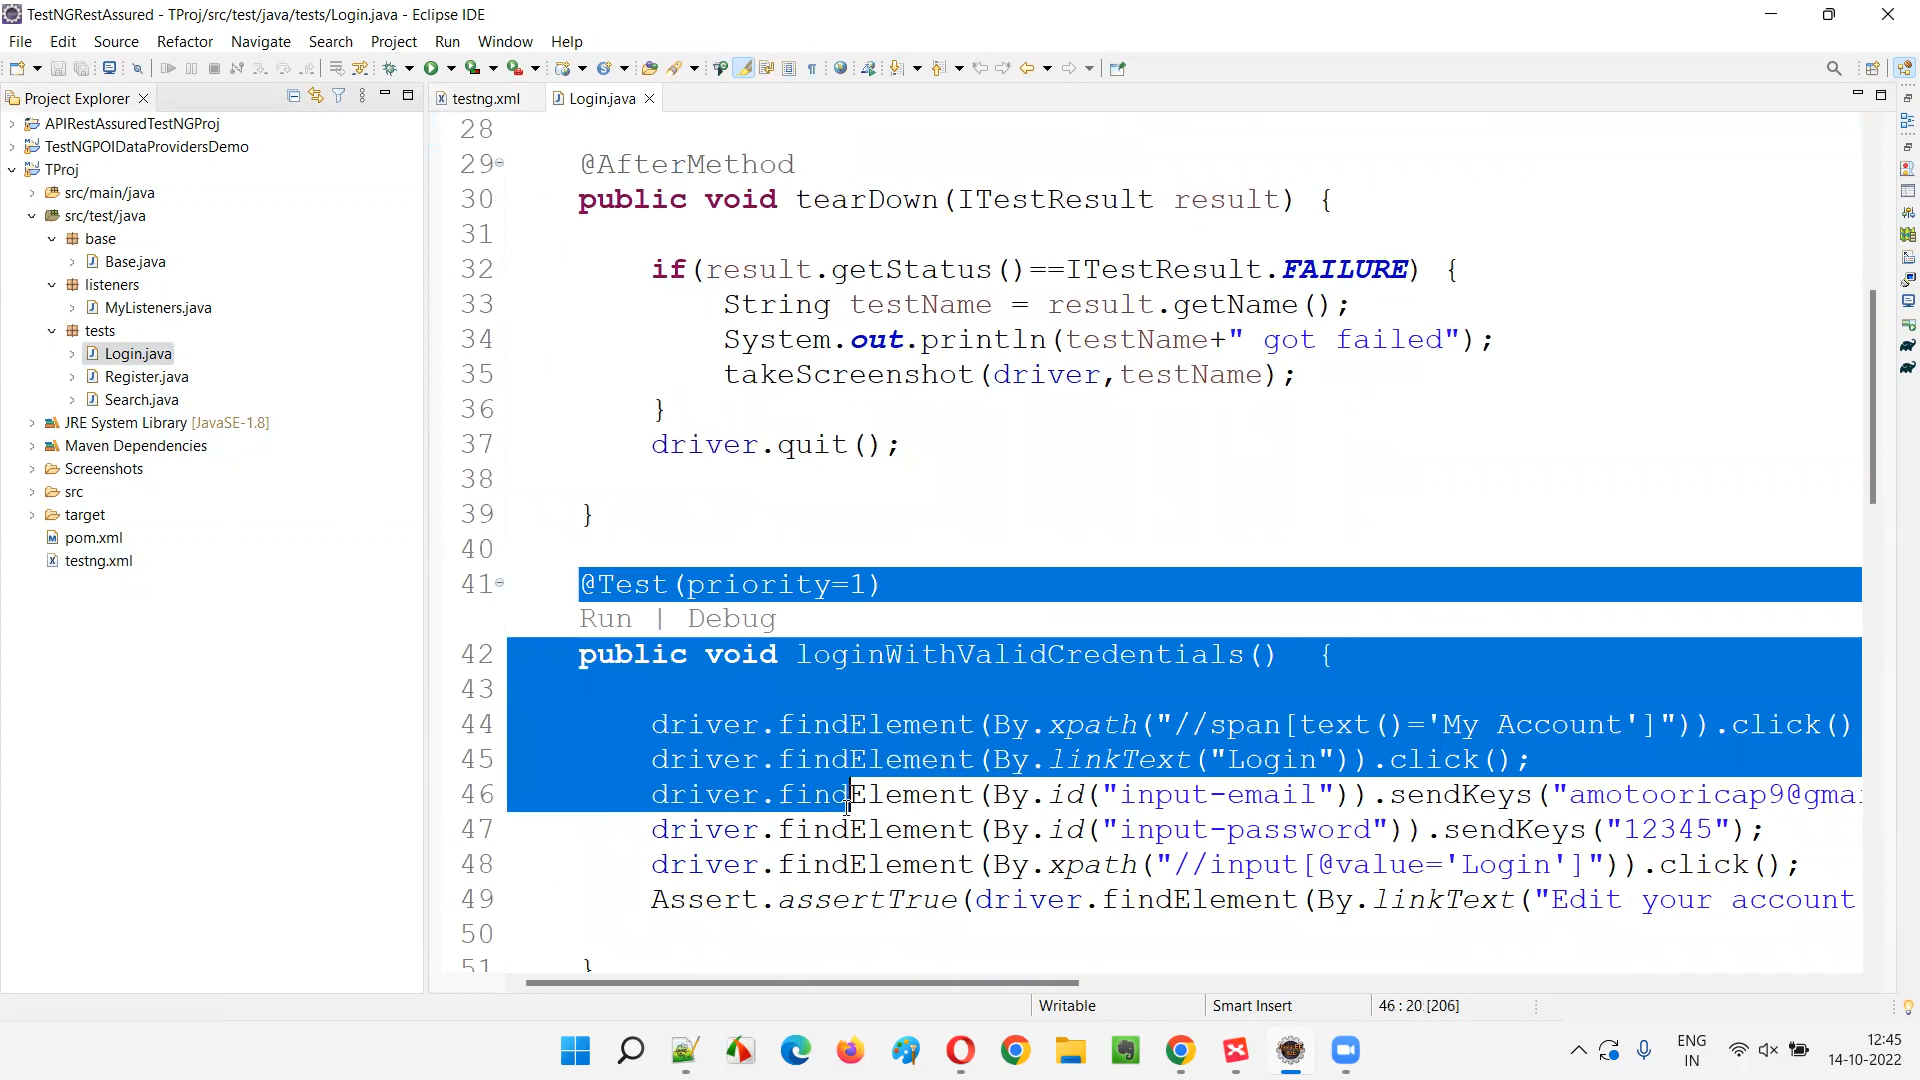 TestNGRestAssured - TProj/src/test/java/tests/Login.java - Eclipse IDE
File Edit Source Refactor Navigate Search Project Run Window Help
Project Explorer
testng.xml
Login.java
APIRestAssuredTestNGProj
TestNGPOIDataProvidersDemo
TProj
src/main/java
src/test/java
base
Base.java
listeners
MyListeners.java
tests
Login.java
Register.java
Search.java
JRE System Library [JavaSE-1.8]
Maven Dependencies
Screenshots
src
target
pom.xml
testng.xml
28
29 @AfterMethod
30 public void tearDown(ITestResult result) {
31
32 if(result.getStatus()==ITestResult.FAILURE) {
33 String testName = result.getName();
34 System.out.println(testName+" got failed");
35 takeScreenshot(driver,testName);
36 }
37 driver.quit();
38
39 }
40
41 @Test(priority=1)
Run | Debug
42 public void loginWithValidCredentials() {
43
44 driver.findElement(By.xpath("//span[text()='My Account']")).click()
45 driver.findElement(By.linkText("Login")).click();
46 driver.findElement(By.id("input-email")).sendKeys("amotooricap9@gma
47 driver.findElement(By.id("input-password")).sendKeys("12345");
48 driver.findElement(By.xpath("//input[@value='Login']")).click();
49 Assert.assertTrue(driver.findElement(By.linkText("Edit your account
50
51 }
Writable Smart Insert 46 : 20 [206]
ENG
IN
12:45
14-10-2022